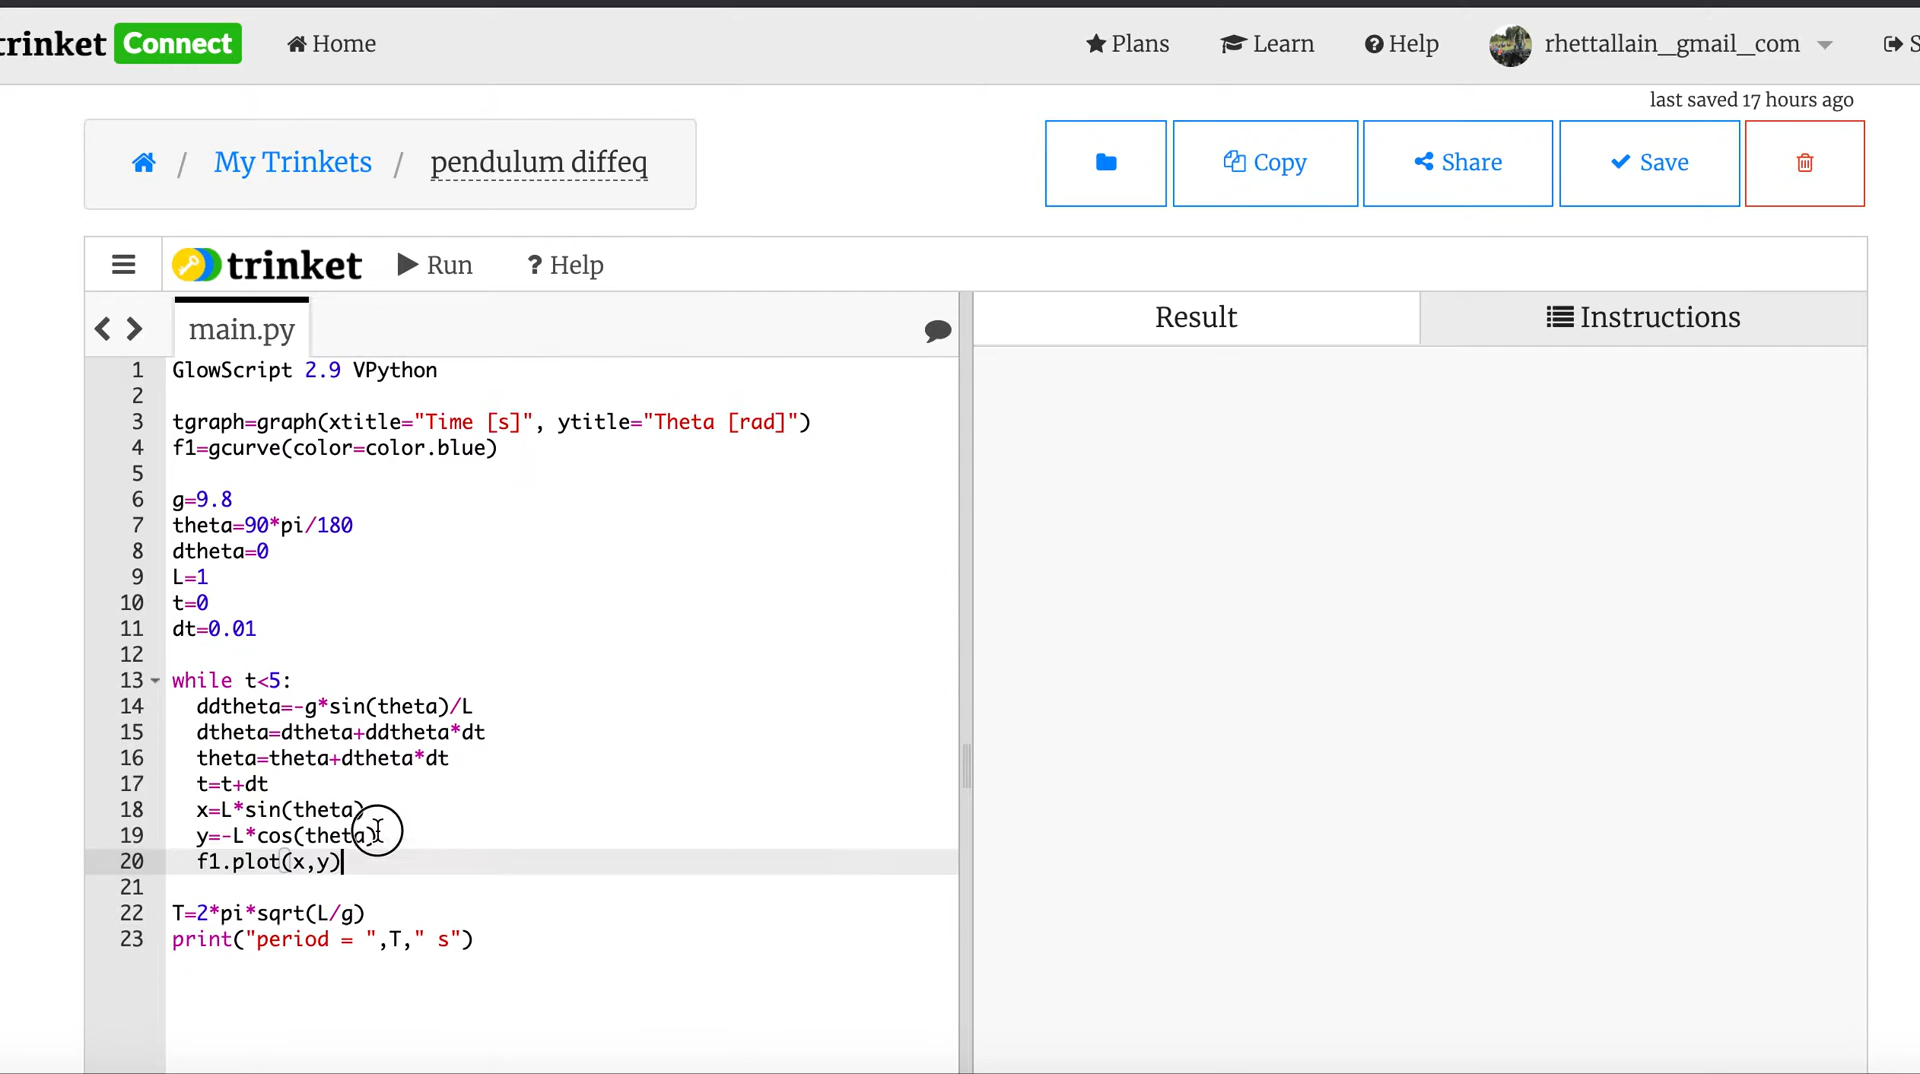 trinket Connect Home Plans Learn Help rhettallain_gmail_com S
last saved 17 hours ago
/ My Trinkets / pendulum diffeq Copy Share Save
trinket Run ? Help
main.py Result Instructions
1 GlowScript 2.9 VPython
2
3 tgraph=graph(xtitle="Time [s]", ytitle="Theta [rad]")
4 f1=gcurve(color=color.blue)
5
6 g=9.8
7 theta=90*pi/180
8 dtheta=0
9 L=1
10 t=0
11 dt=0.01
12
13 while t<5:
14 ddtheta=-g*sin(theta)/L
15 dtheta=dtheta+ddtheta*dt
16 theta=theta+dtheta*dt
17 t=t+dt
18 x=L*sin(theta)
19 y=-L*cos(theta)
20 f1.plot(x,y)
21
22 T=2*pi*sqrt(L/g)
23 print("period = ",T," s")